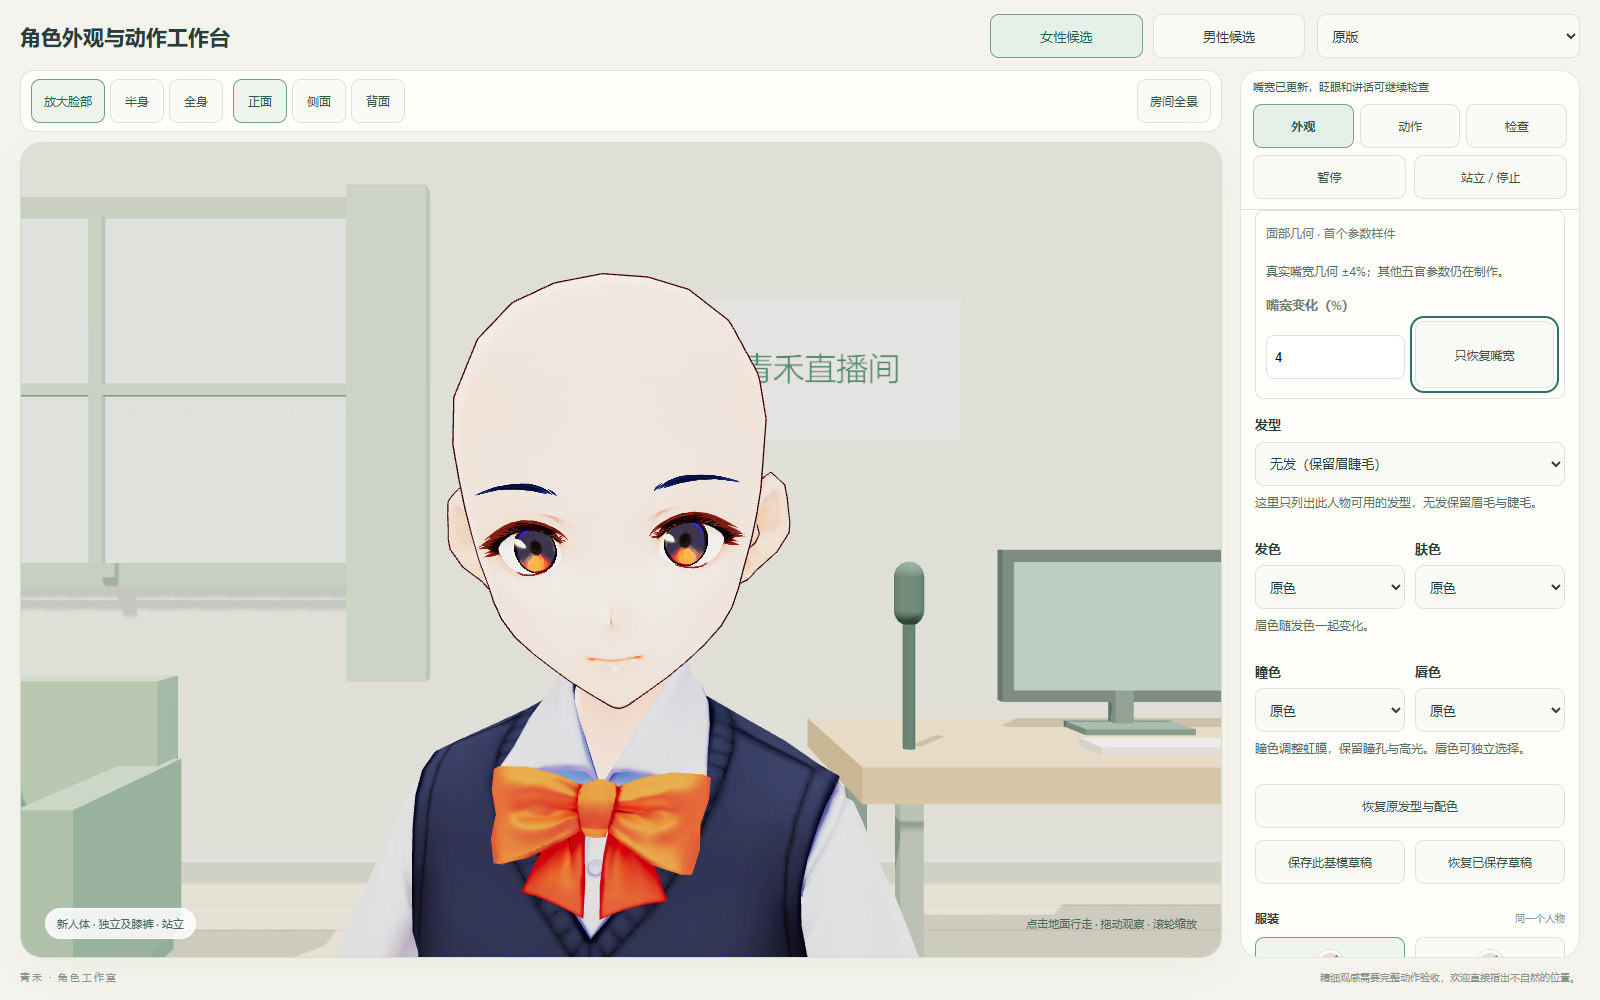 角色外观与动作工作台
女性候选
男性候选
原版
放大脸部
半身
全身
正面
侧面
背面
房间全景
嘴宽已更新，眨眼和讲话可继续检查
外观
动作
检查
暂停
站立 / 停止
面部几何 · 首个参数样件
真实嘴宽几何 ±4%；其他五官参数仍在制作。
嘴宽变化（%）
4
只恢复嘴宽
发型
无发（保留眉睫毛）
这里只列出此人物可用的发型，无发保留眉毛与睫毛。
发色
肤色
原色
原色
眉色随发色一起变化。
瞳色
唇色
原色
原色
瞳色调整虹膜，保留瞳孔与高光。唇色可独立选择。
恢复原发型与配色
保存此基模草稿
恢复已保存草稿
服装
同一个人物
青禾直播间
新人体 · 独立及膝裤 · 站立
点击地面行走 · 拖动观察 · 滚轮缩放
青禾 · 角色工作室
精细观感需要完整动作验收，欢迎直接指出不自然的位置。